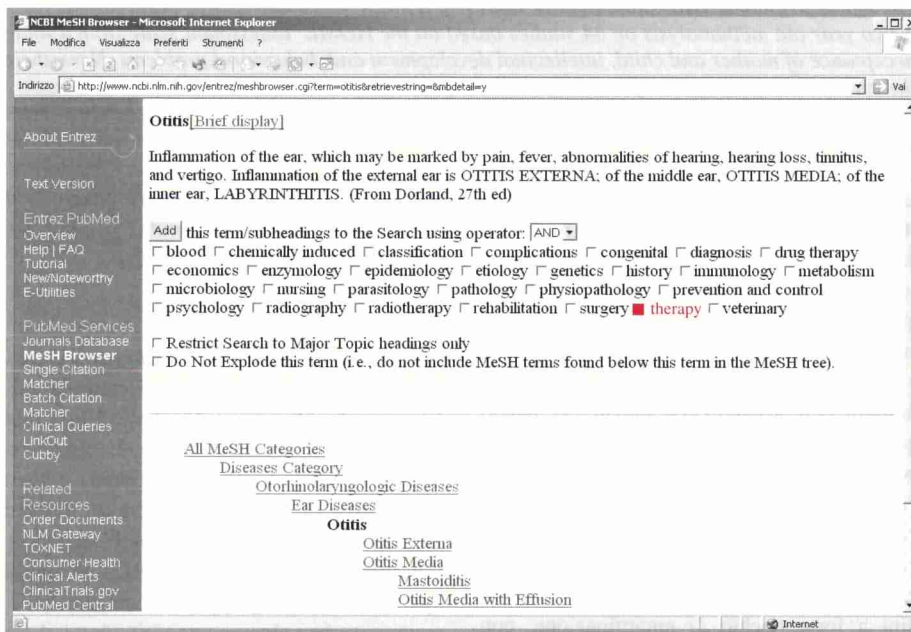 NCBI MeSH Browser - Microsoft Internet Explorer
File Modifica Visualizza Preferiti Strumenti ?
Indirizzo http://www.ncbi.nlm.nih.gov/entrez/meshbrowser.cgi?term=otitis&retrievestring=&mbdetail=y Vai
About Entrez
Text Version
Entrez PubMed
Overview
Help | FAQ
Tutorial
New/Noteworthy
E-Utilities
PubMed Services
Journals Database
MeSH Browser
Single Citation
Matcher
Batch Citation
Matcher
Clinical Queries
LinkOut
Cubby
Related
Resources
Order Documents
NLM Gateway
TOXNET
Consumer Health
Clinical Alerts
ClinicalTrials.gov
PubMed Central
Otitis[Brief display]
Inflammation of the ear, which may be marked by pain, fever, abnormalities of hearing, hearing loss, tinnitus,
and vertigo. Inflammation of the external ear is OTITIS EXTERNA; of the middle ear, OTITIS MEDIA; of the
inner ear, LABYRINTHITIS. (From Dorland, 27th ed)
Add this term/subheadings to the Search using operator: AND
blood chemically induced classification complications congenital diagnosis drug therapy
economics enzymology epidemiology etiology genetics history immunology metabolism
microbiology nursing parasitology pathology physiopathology prevention and control
psychology radiography radiotherapy rehabilitation surgery therapy veterinary
Restrict Search to Major Topic headings only
Do Not Explode this term (i.e., do not include MeSH terms found below this term in the MeSH tree).
All MeSH Categories
Diseases Category
Otorhinolaryngologic Diseases
Ear Diseases
Otitis
Otitis Externa
Otitis Media
Mastoiditis
Otitis Media with Effusion
Internet